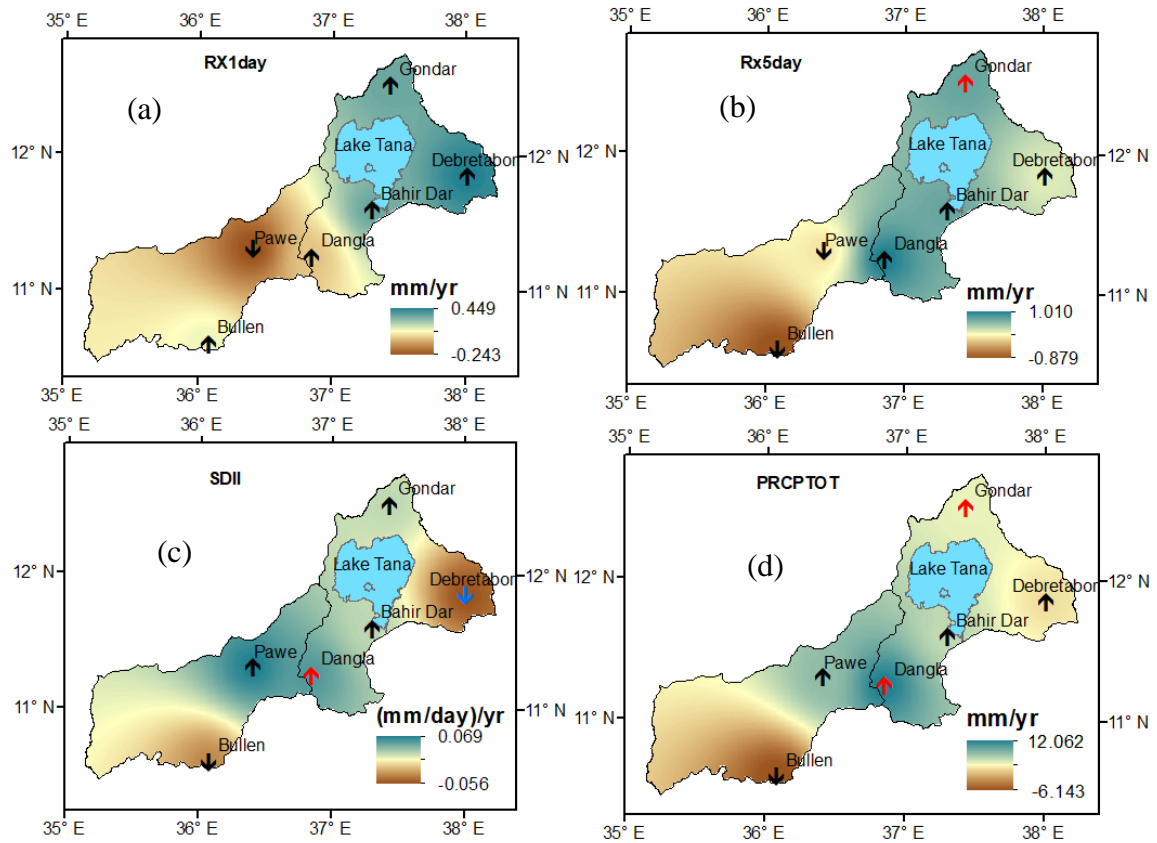 35° E 36° E 37° E 38° E
RX1day
(a)
Gondar
12° N
Lake Tana
Debretabor
12° N
Bahir Dar
Pawe
Dangla
11° N
11° N
mm/yr
0.449
-0.243
Bullen
35° E 36° E 37° E 38° E
35° E 36° E 37° E 38° E
Rx5day
(b)
Gondar
12° N
Lake Tana
Debretabor
12° N
Bahir Dar
Pawe
Dangla
11° N
11° N
mm/yr
1.010
-0.879
Bullen
35° E 36° E 37° E 38° E
35° E 36° E 37° E 38° E
SDII
(c)
Gondar
12° N
Lake Tana
Debretabor
12° N
Bahir Dar
Pawe
Dangla
11° N
11° N
(mm/day)/yr
0.069
-0.056
Bullen
35° E 36° E 37° E 38° E
35° E 36° E 37° E 38° E
PRCPTOT
(d)
Gondar
12° N
Lake Tana
Debretabor
12° N
Bahir Dar
Pawe
Dangla
11° N
11° N
mm/yr
12.062
-6.143
Bullen
35° E 36° E 37° E 38° E